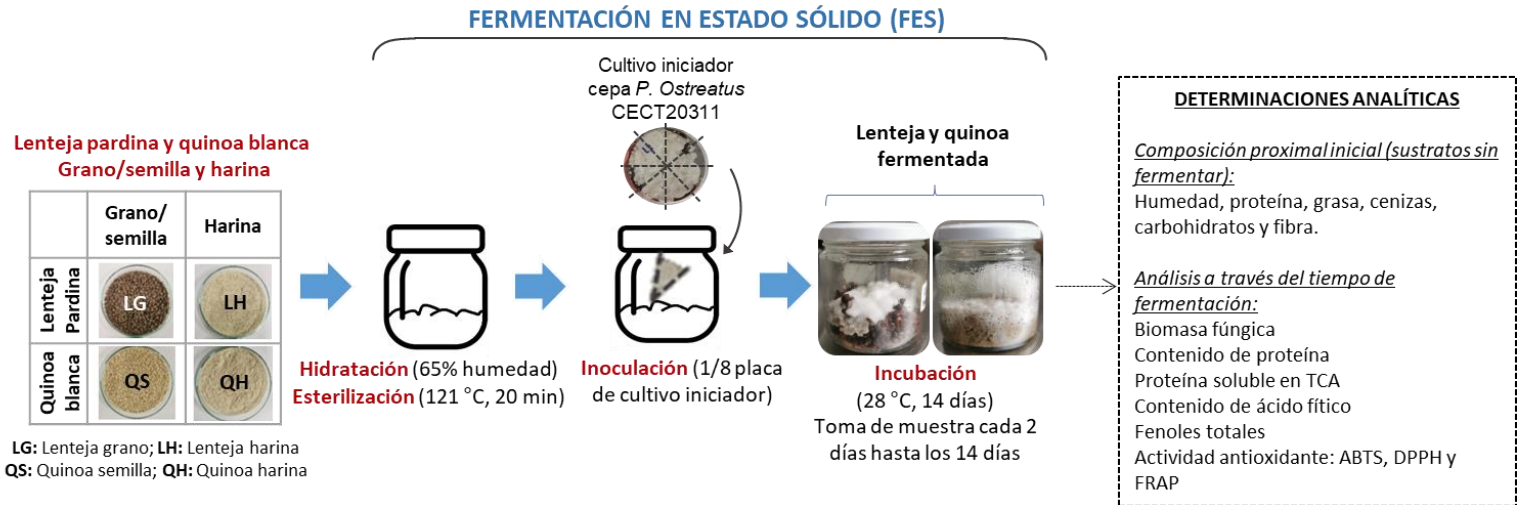 FERMENTACIÓN EN ESTADO SÓLIDO (FES)
Cultivo iniciador
cepa P. Ostreatus
CECT20311
Lenteja pardina y quinoa blanca
Grano/semilla y harina
Grano/
semilla
Harina
Lenteja
Pardina
LG
LH
Quinoa
blanca
QS
QH
LG: Lenteja grano; LH: Lenteja harina
QS: Quinoa semilla; QH: Quinoa harina
Hidratación (65% humedad)
Esterilización (121 °C, 20 min)
Inoculación (1/8 placa
de cultivo iniciador)
Lenteja y quinoa
fermentada
Incubación
(28 °C, 14 días)
Toma de muestra cada 2
días hasta los 14 días
DETERMINACIONES ANALÍTICAS
Composición proximal inicial (sustratos sin
fermentar):
Humedad, proteína, grasa, cenizas,
carbohidratos y fibra.
Análisis a través del tiempo de
fermentación:
Biomasa fúngica
Contenido de proteína
Proteína soluble en TCA
Contenido de ácido fítico
Fenoles totales
Actividad antioxidante: ABTS, DPPH y
FRAP